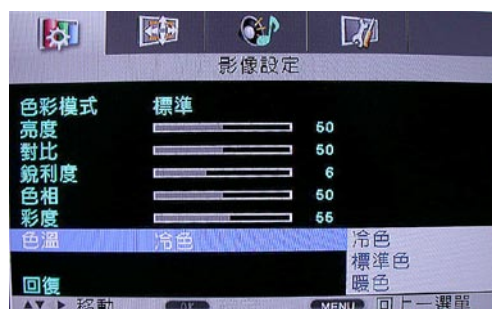 影像設定
色彩模式 標準
亮度 50
對比 50
銳利度 6
色相 50
彩度 55
色溫 冷色 冷色
標準色
回復 暖色
移動 OK MENU 回上一選單